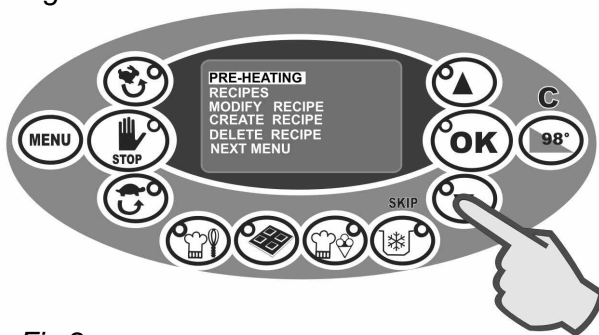 PRE-HEATING
RECIPES
MODIFY RECIPE
CREATE RECIPE
DELETE RECIPE
NEXT MENU
C
MENU
STOP
OK
98°
SKIP